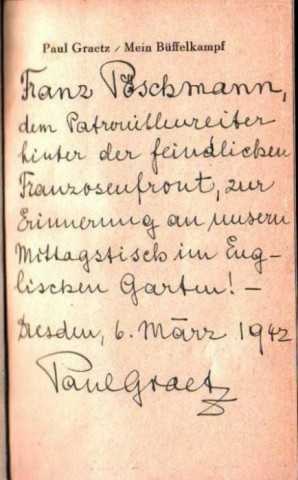 Paul Graetz / Mein Büffelkampf
Franz Pöschmann,
dem Patrouillenreiter
hinter der feindlichen
Franzosenfront, zur
Erinnerung an unsern
Mittagstisch im Eng-
lischen Garten! —
Dresden, 6. März 1942
Paul Graetz